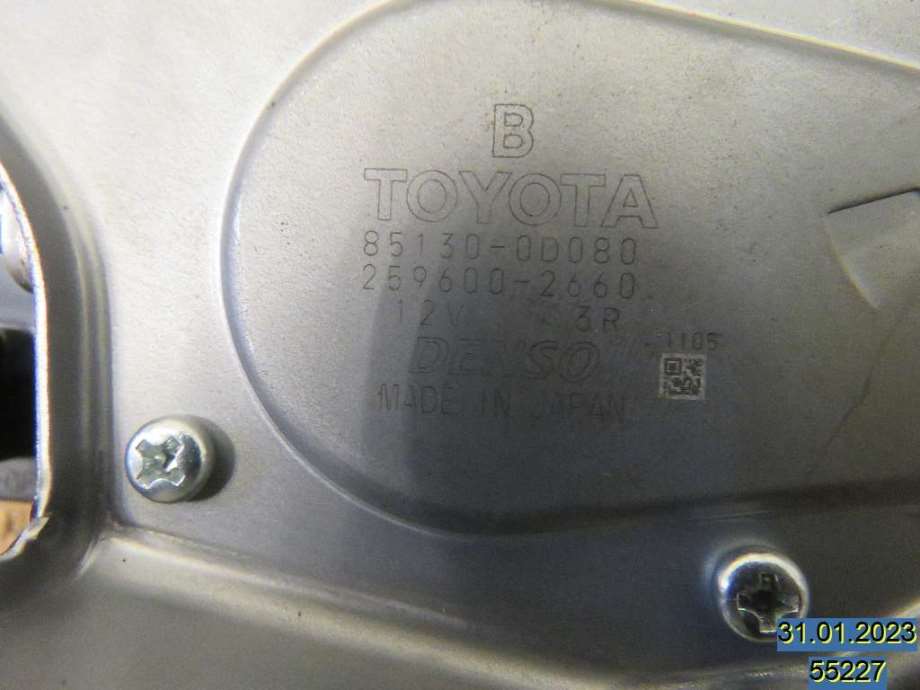 B
TOYOTA
85130-0D080
259600-2660
12V 3R
1105
DENSO
MADE IN JAPAN
31.01.2023
55227